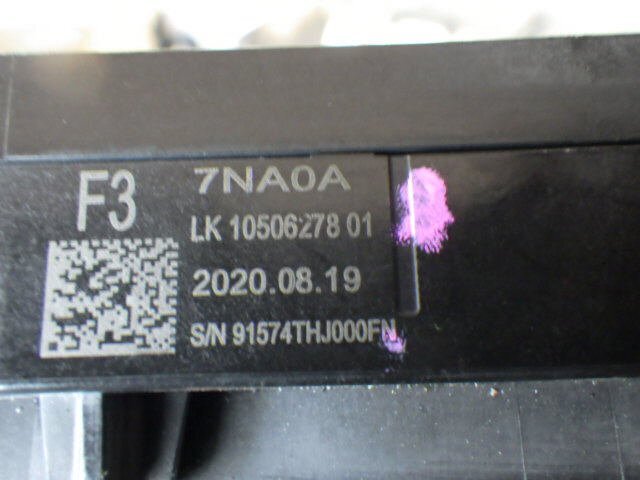 F3
7NA0A
LK 10506278 01
2020.08.19
S/N 91574THJ000FN